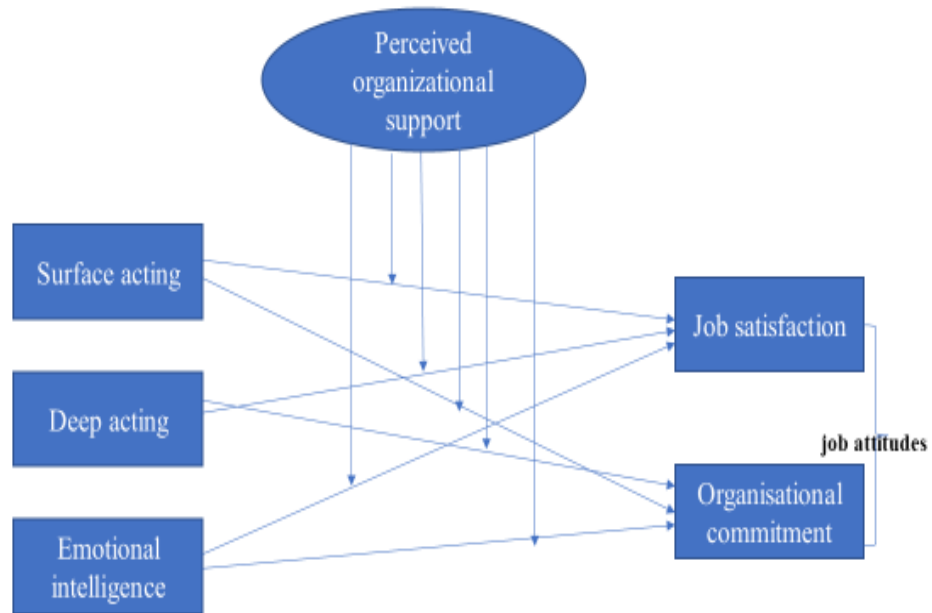 Perceived
organizational
support
Surface acting
Job satisfaction
Deep acting
job attitudes
Organisational
commitment
Emotional
intelligence